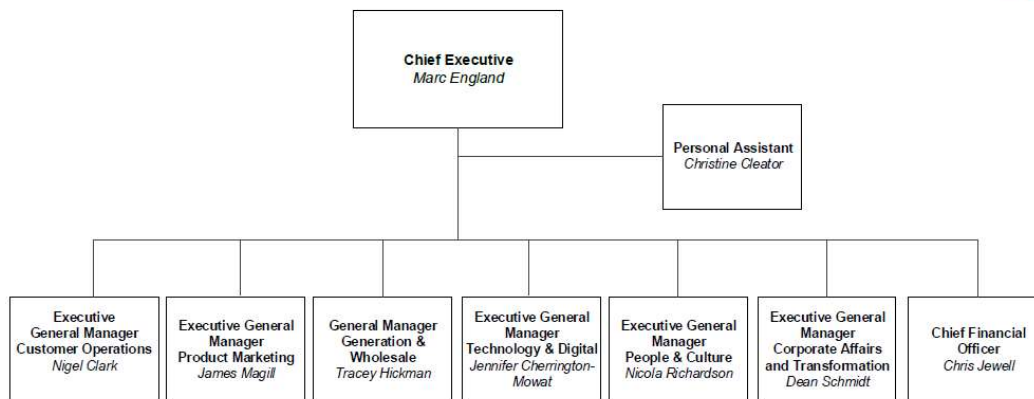 Chief Executive
Marc England
Personal Assistant
Christine Cleator
Executive
General Manager
Customer Operations
Nigel Clark
Executive General
Manager
Product Marketing
James Magill
General Manager
Generation &
Wholesale
Tracey Hickman
Executive General
Manager
Technology & Digital
Jennifer Cherrington-
Mowat
Executive General
Manager
People & Culture
Nicola Richardson
Executive General
Manager
Corporate Affairs
and Transformation
Dean Schmidt
Chief Financial
Officer
Chris Jewell